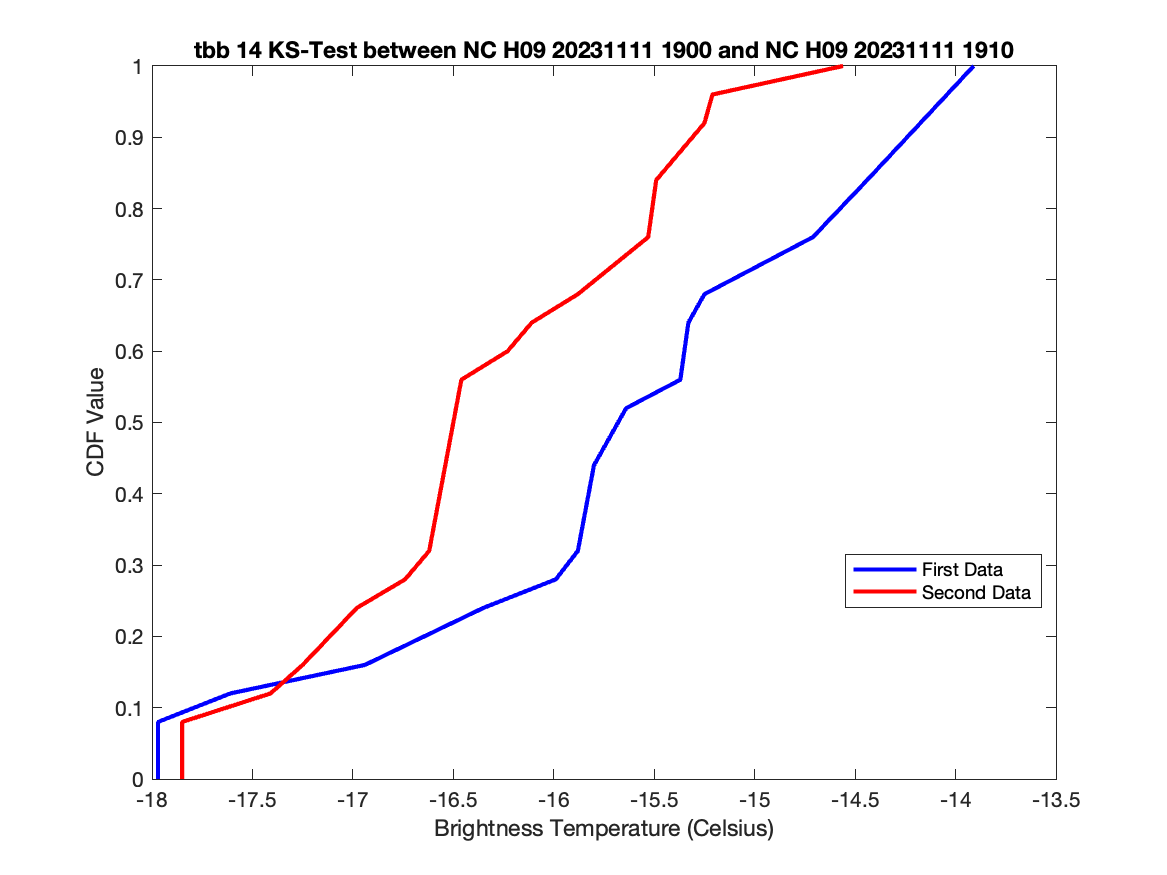 tbb 14 KS-Test between NC H09 20231111 1900 and NC H09 20231111 1910
1
0.9
0.8
0.7
0.6
0.5
0.4
0.3
0.2
0.1
0
CDF Value
First Data
Second Data
-18 -17.5 -17 -16.5 -16 -15.5 -15 -14.5 -14 -13.5
Brightness Temperature (Celsius)